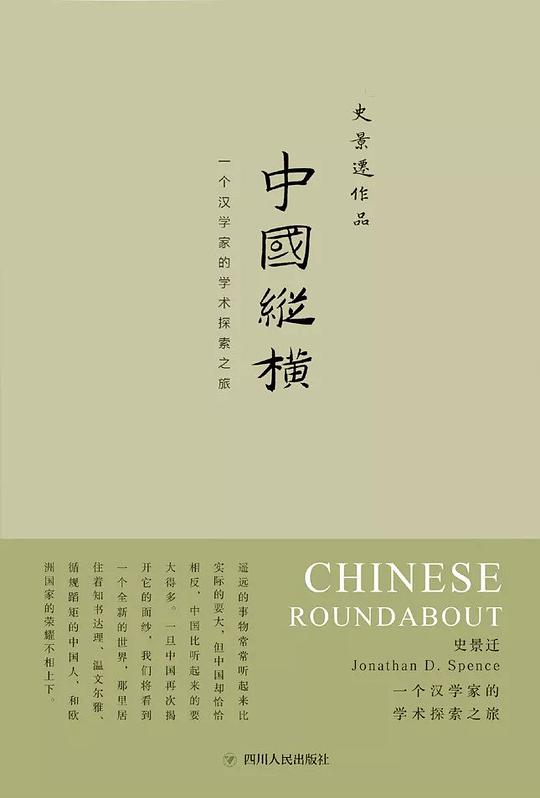 史景遷作品
中國縱橫
一个汉学家的学术探索之旅
遥远的事物常常听起来比
实际的要大，但中国却恰恰
相反，中国比听起来的要
大得多。一旦中国再次揭
开它的面纱，我们将看到
一个全新的世界，那里居
住着知书达理、温文尔雅、
循规蹈矩的中国人，和欧
洲国家的荣耀不相上下。
CHINESE
ROUNDABOUT
史景迁
Jonathan D. Spence
一个汉学家的
学术探索之旅
四川人民出版社